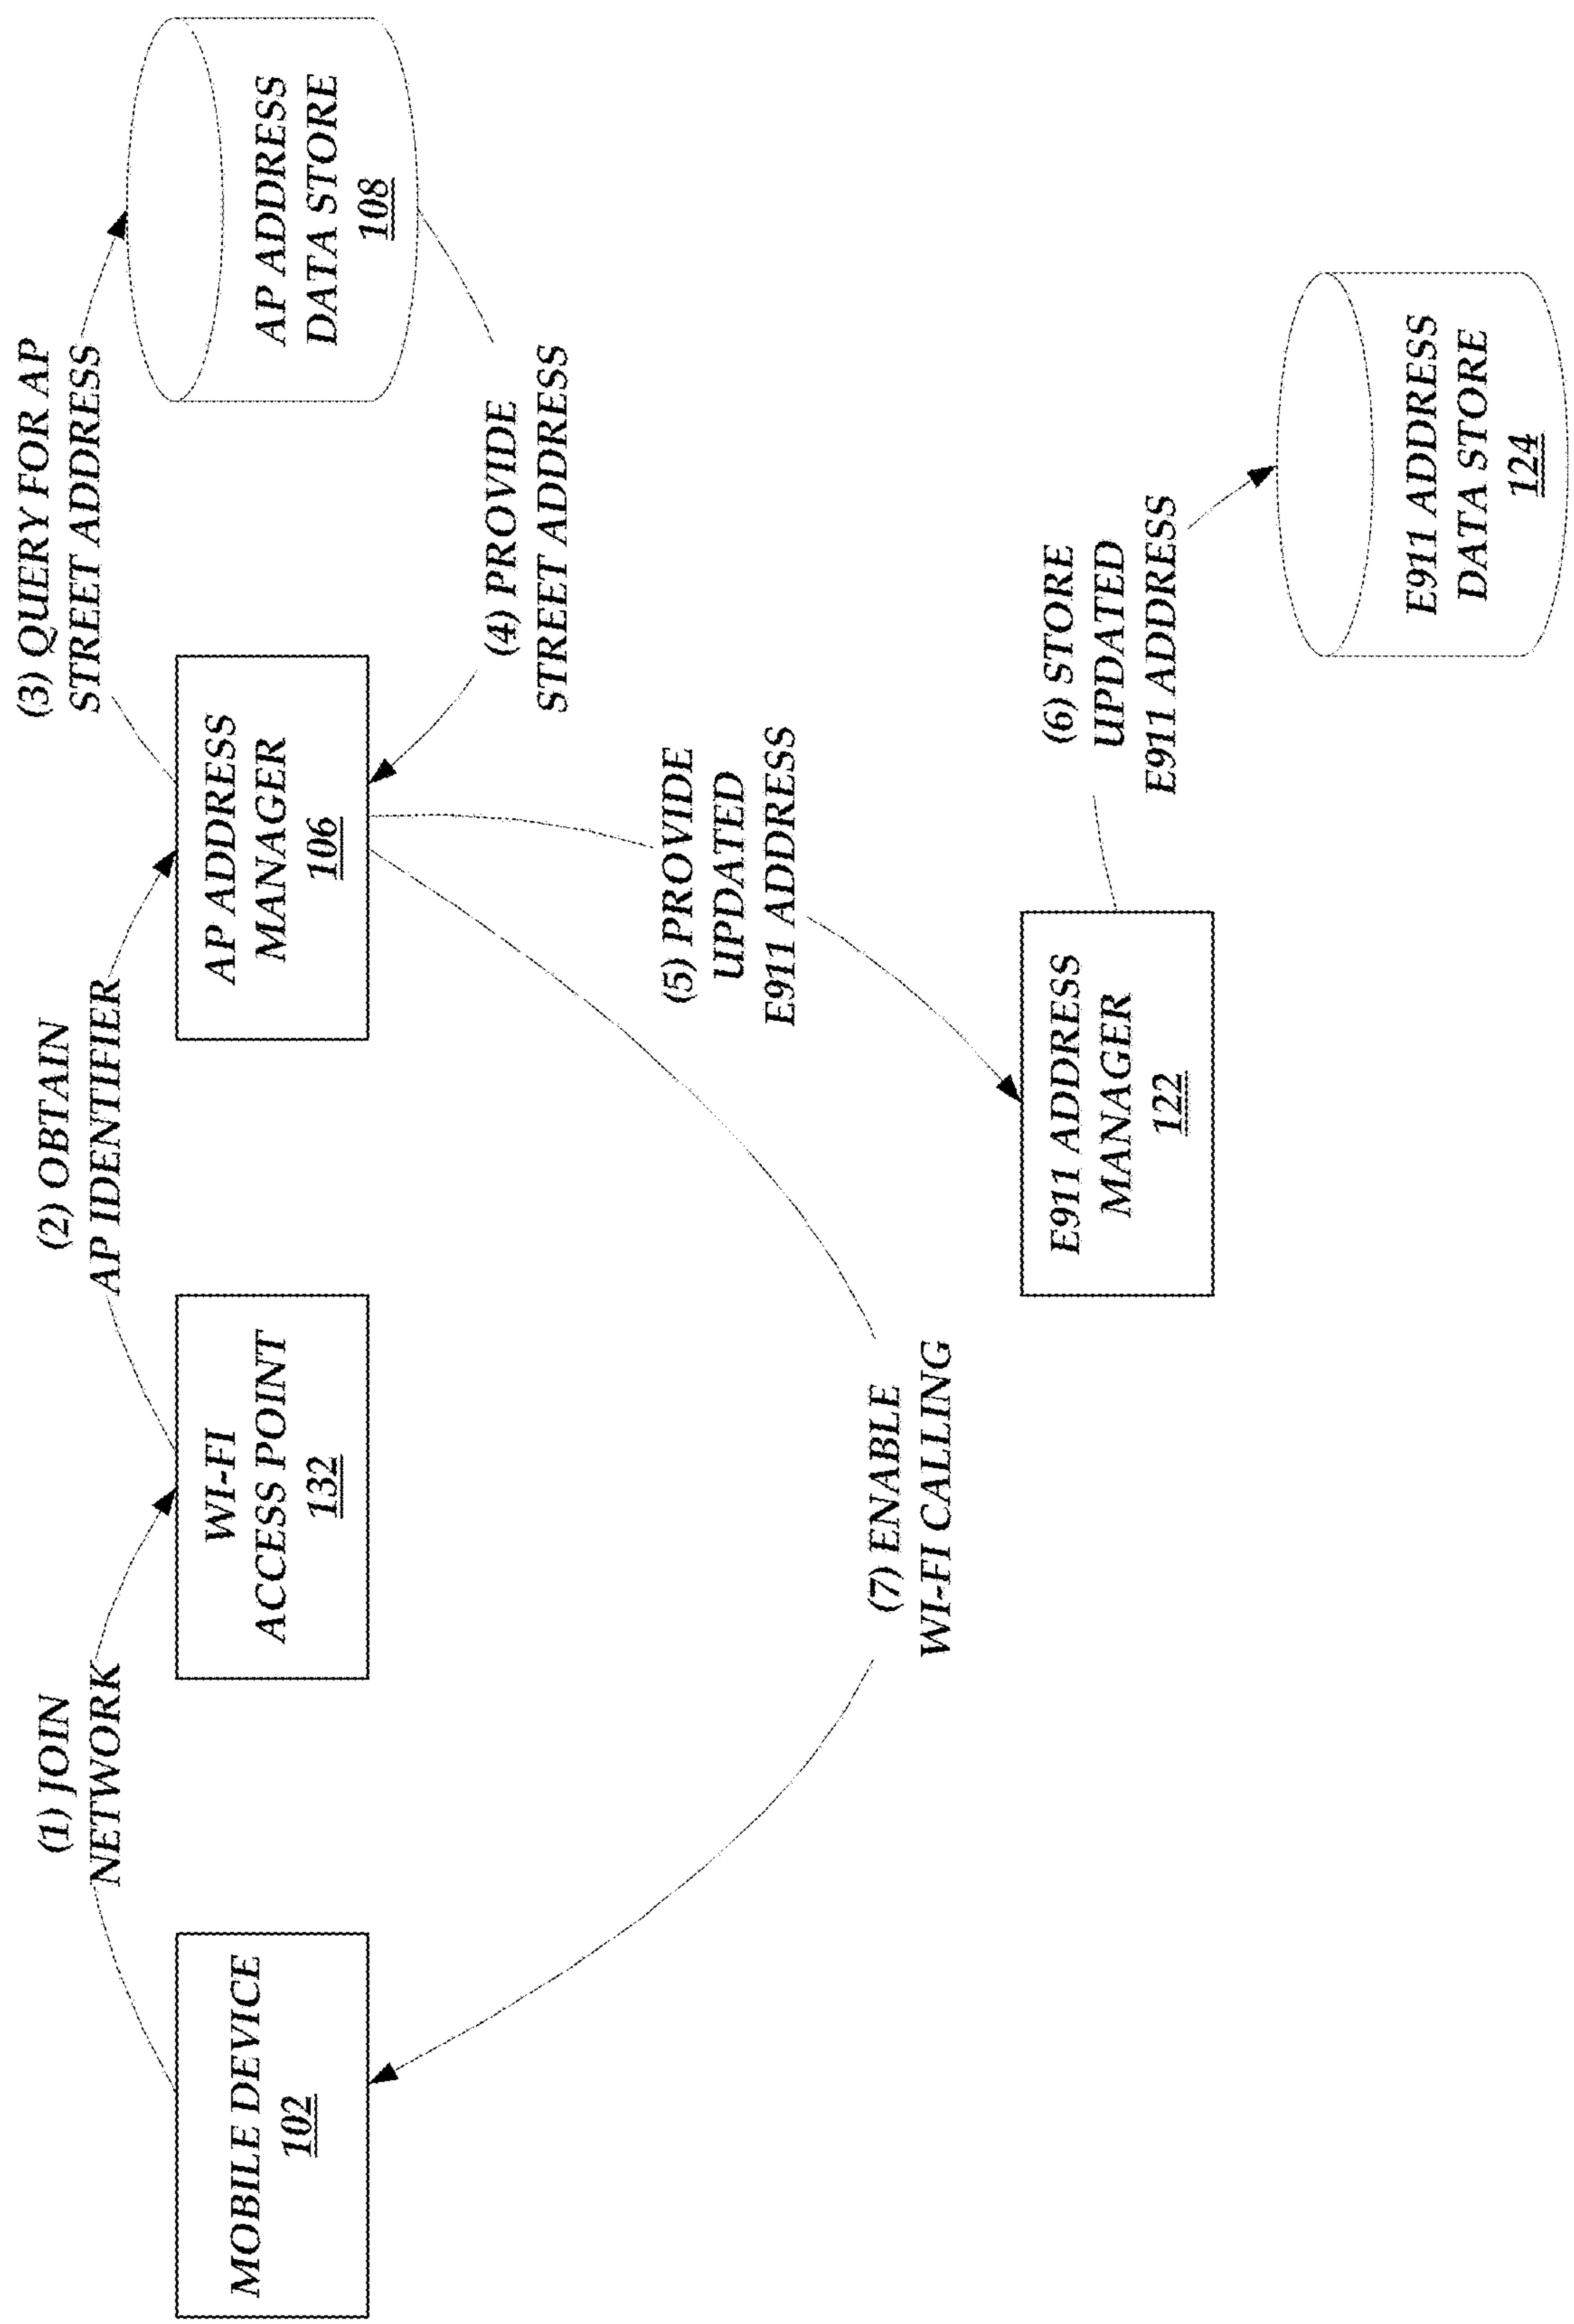 (1) JOIN
NETWORK
(2) OBTAIN
AP IDENTIFIER
(3) QUERY FOR AP
STREET ADDRESS
MOBILE DEVICE
102
WI-FI
ACCESS POINT
132
AP ADDRESS
MANAGER
106
AP ADDRESS
DATA STORE
108
(4) PROVIDE
STREET ADDRESS
(5) PROVIDE
UPDATED
E911 ADDRESS
(7) ENABLE
WI-FI CALLING
(6) STORE
UPDATED
E911 ADDRESS
E911 ADDRESS
MANAGER
122
E911 ADDRESS
DATA STORE
124